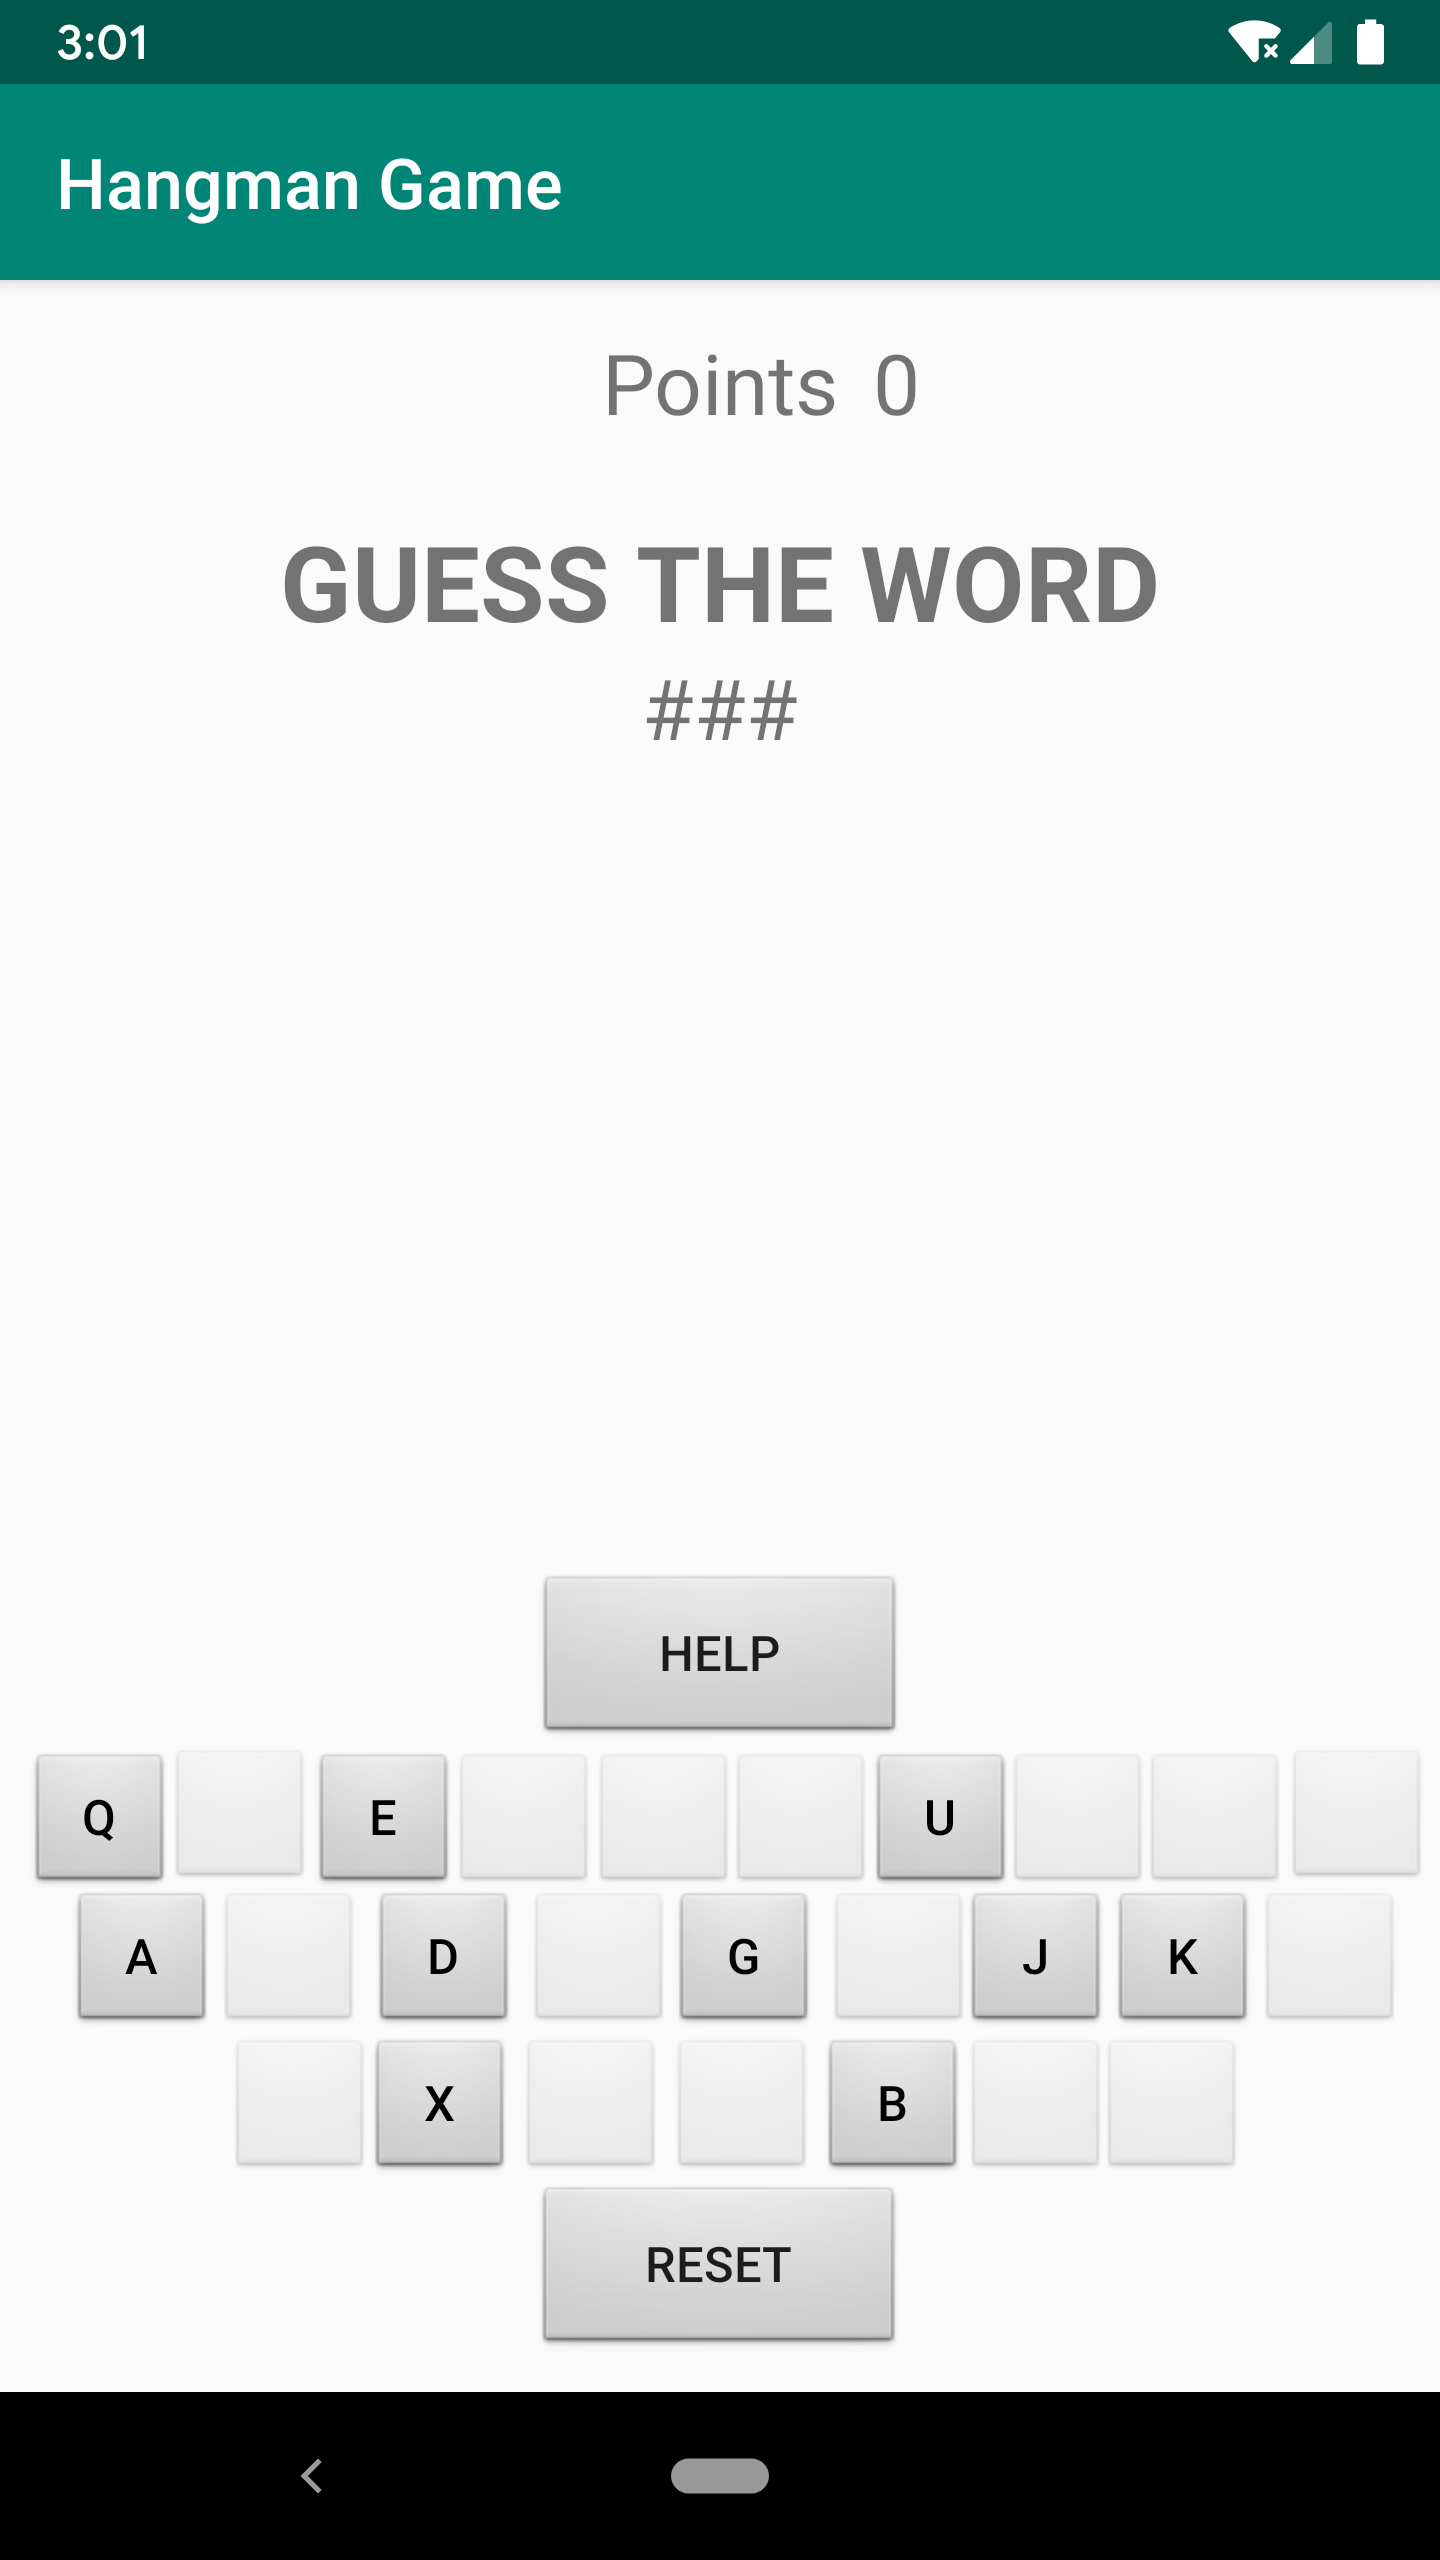 3:01
Hangman Game
Points 0
GUESS THE WORD
###
HELP
Q E U
A D G J K
X B
RESET